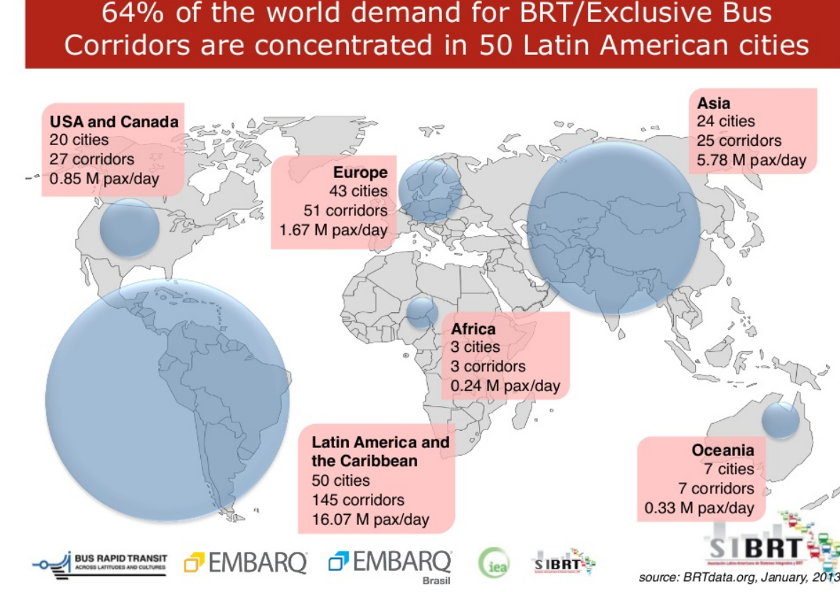 64% of the world demand for BRT/Exclusive Bus
Corridors are concentrated in 50 Latin American cities
USA and Canada
20 cities
27 corridors
0.85 M pax/day
Europe
43 cities
51 corridors
1.67 M pax/day
Asia
24 cities
25 corridors
5.78 M pax/day
Africa
3 cities
3 corridors
0.24 M pax/day
Latin America and
the Caribbean
50 cities
145 corridors
16.07 M pax/day
Oceania
7 cities
7 corridors
0.33 M pax/day
BUS RAPID TRANSIT
ACROSS LATITUDES AND CULTURES
EMBARQ
EMBARQ
Brasil
iea
SIBRT
SIBRT
source: BRTdata.org, January, 2013